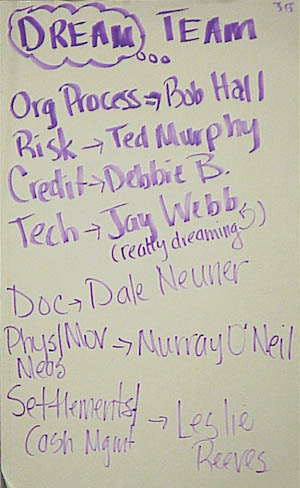 35
DREAM TEAM
Org Process → Bob Hall
Risk → Ted Murphy
Credit → Debbie B.
Tech → Jay Webb
(really dreaming :))
Doc → Dale Neuner
Phys/Mov → Murray O'Neil
Meas
Settlements/
Cash Mgmt → Leslie
Reeves